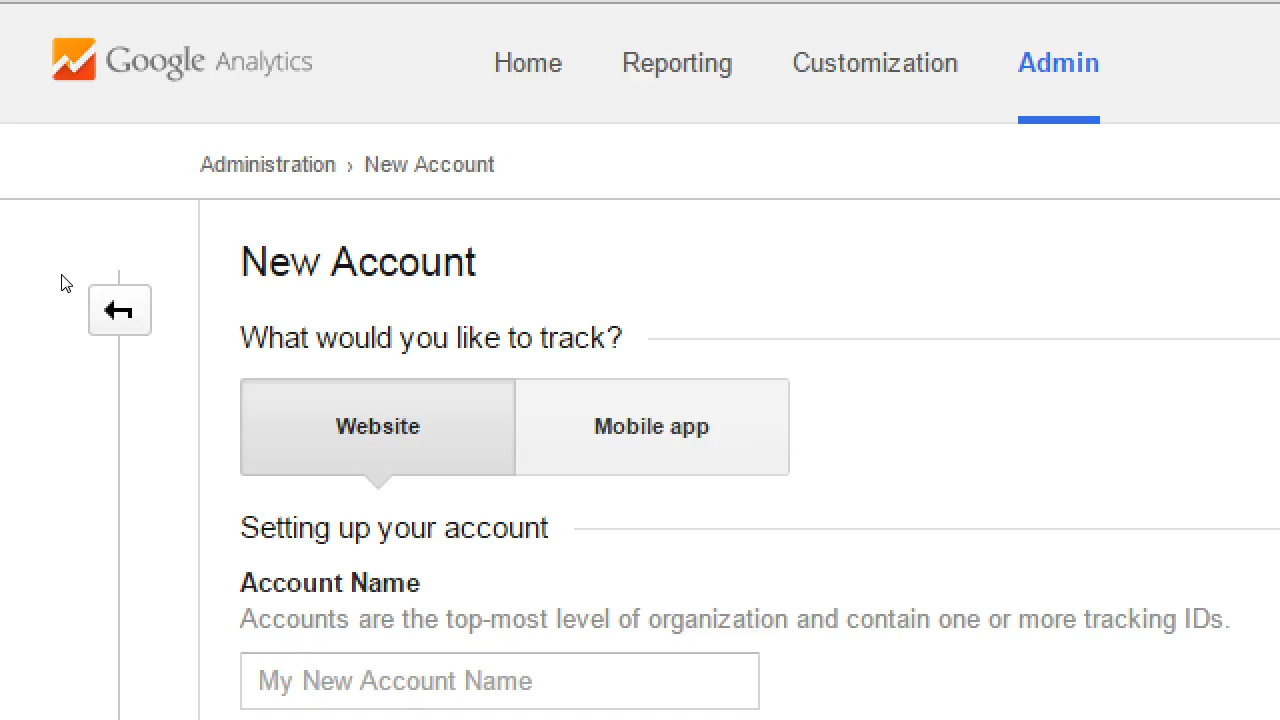 Google Analytics Home Reporting Customization Admin
Administration › New Account
New Account
What would you like to track?
Website Mobile app
Setting up your account
Account Name
Accounts are the top-most level of organization and contain one or more tracking IDs.
My New Account Name